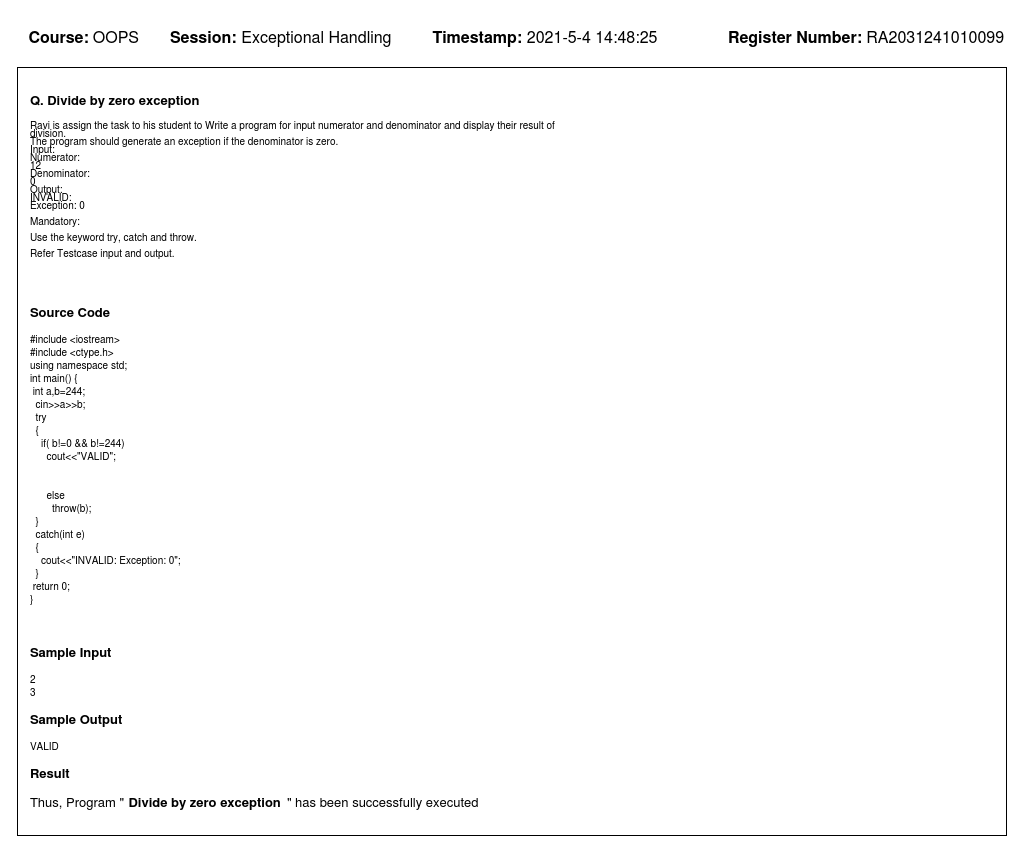 Course: OOPS Session: Exceptional Handling Timestamp: 2021-5-4 14:48:25 Register Number: RA2031241010099
Q. Divide by zero exception
Ravi is assign the task to his student to Write a program for input numerator and denominator and display their result of
division.
The program should generate an exception if the denominator is zero.
Input:
Numerator:
12
Denominator:
0
Output:
INVALID:
Exception: 0
Mandatory:
Use the keyword try, catch and throw.
Refer Testcase input and output.
Source Code
#include <iostream>
#include <ctype.h>
using namespace std;
int main() {
int a,b=244;
cin>>a>>b;
try
{
if( b!=0 && b!=244)
cout<<"VALID";
else
throw(b);
}
catch(int e)
{
cout<<"INVALID: Exception: 0";
}
return 0;
}
Sample Input
2
3
Sample Output
VALID
Result
Thus, Program " Divide by zero exception " has been successfully executed